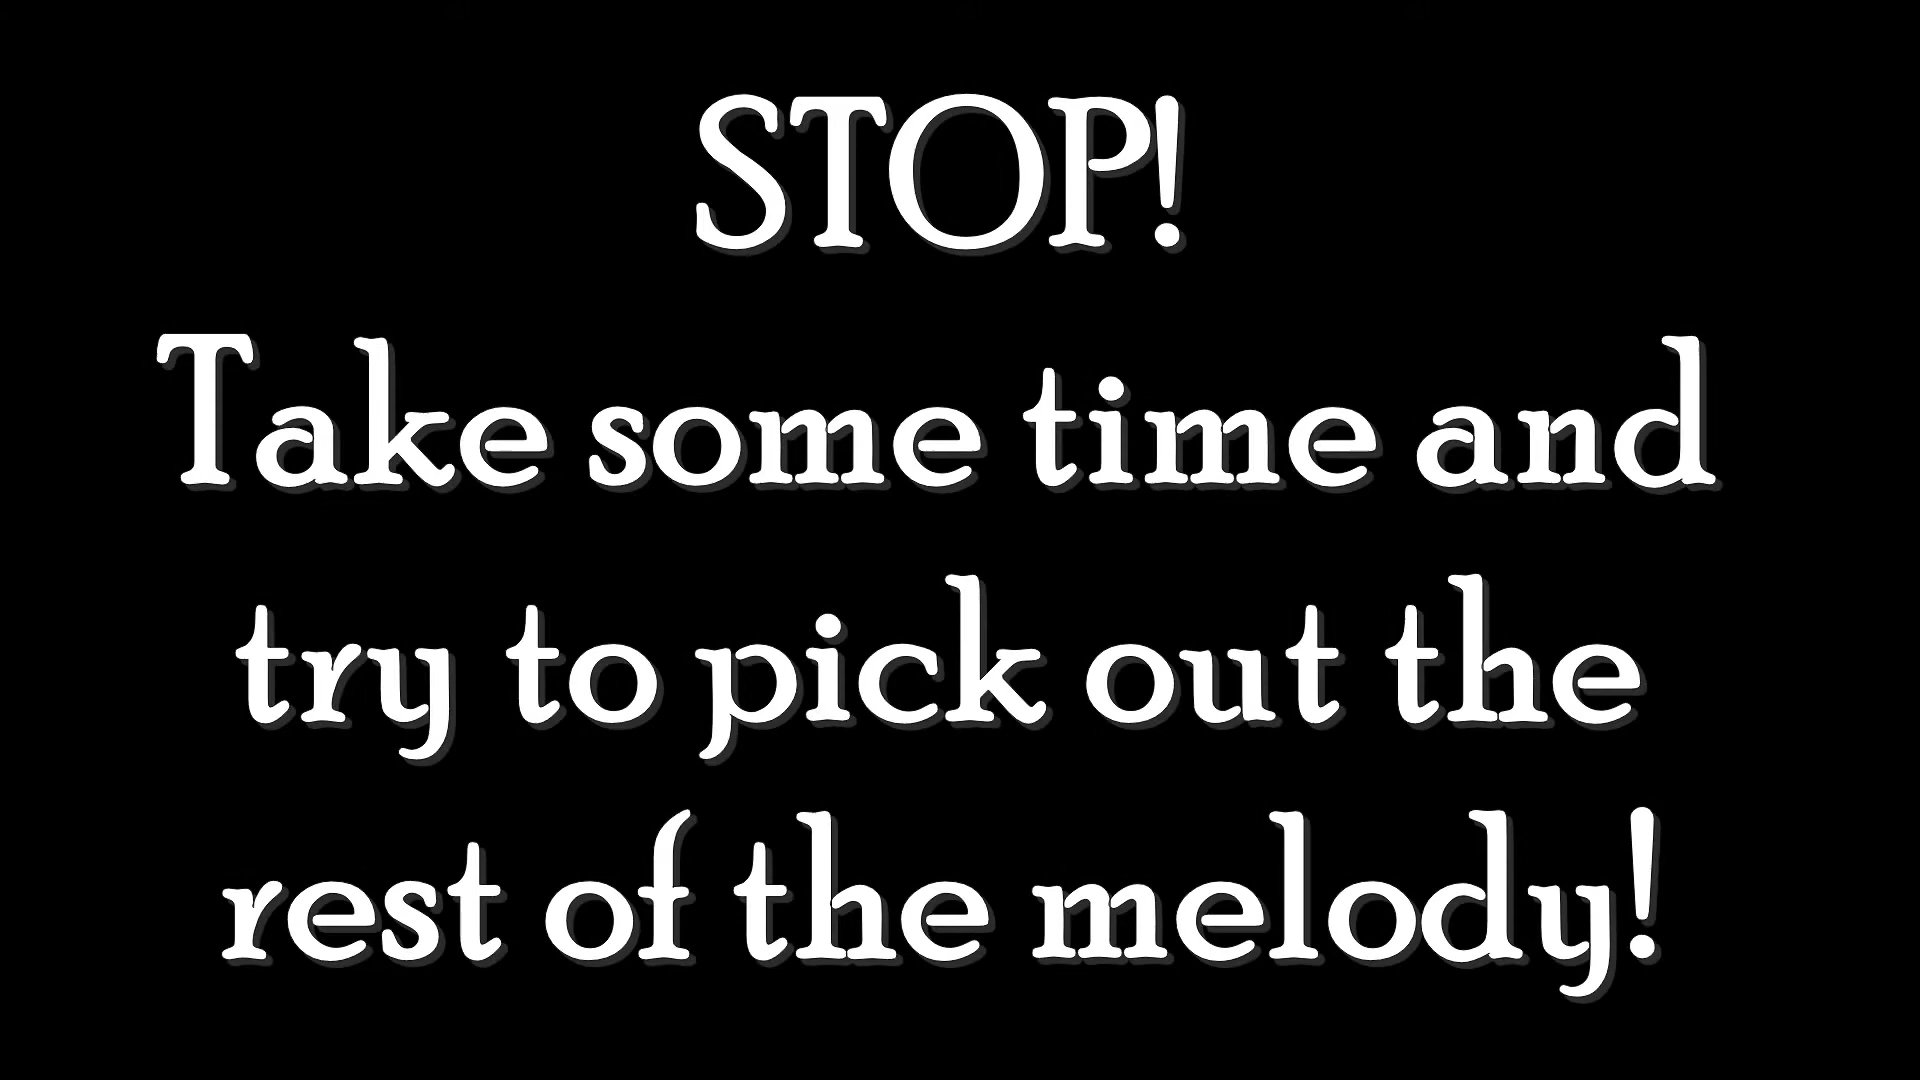 STOP!
Take some time and
try to pick out the
rest of the melody!